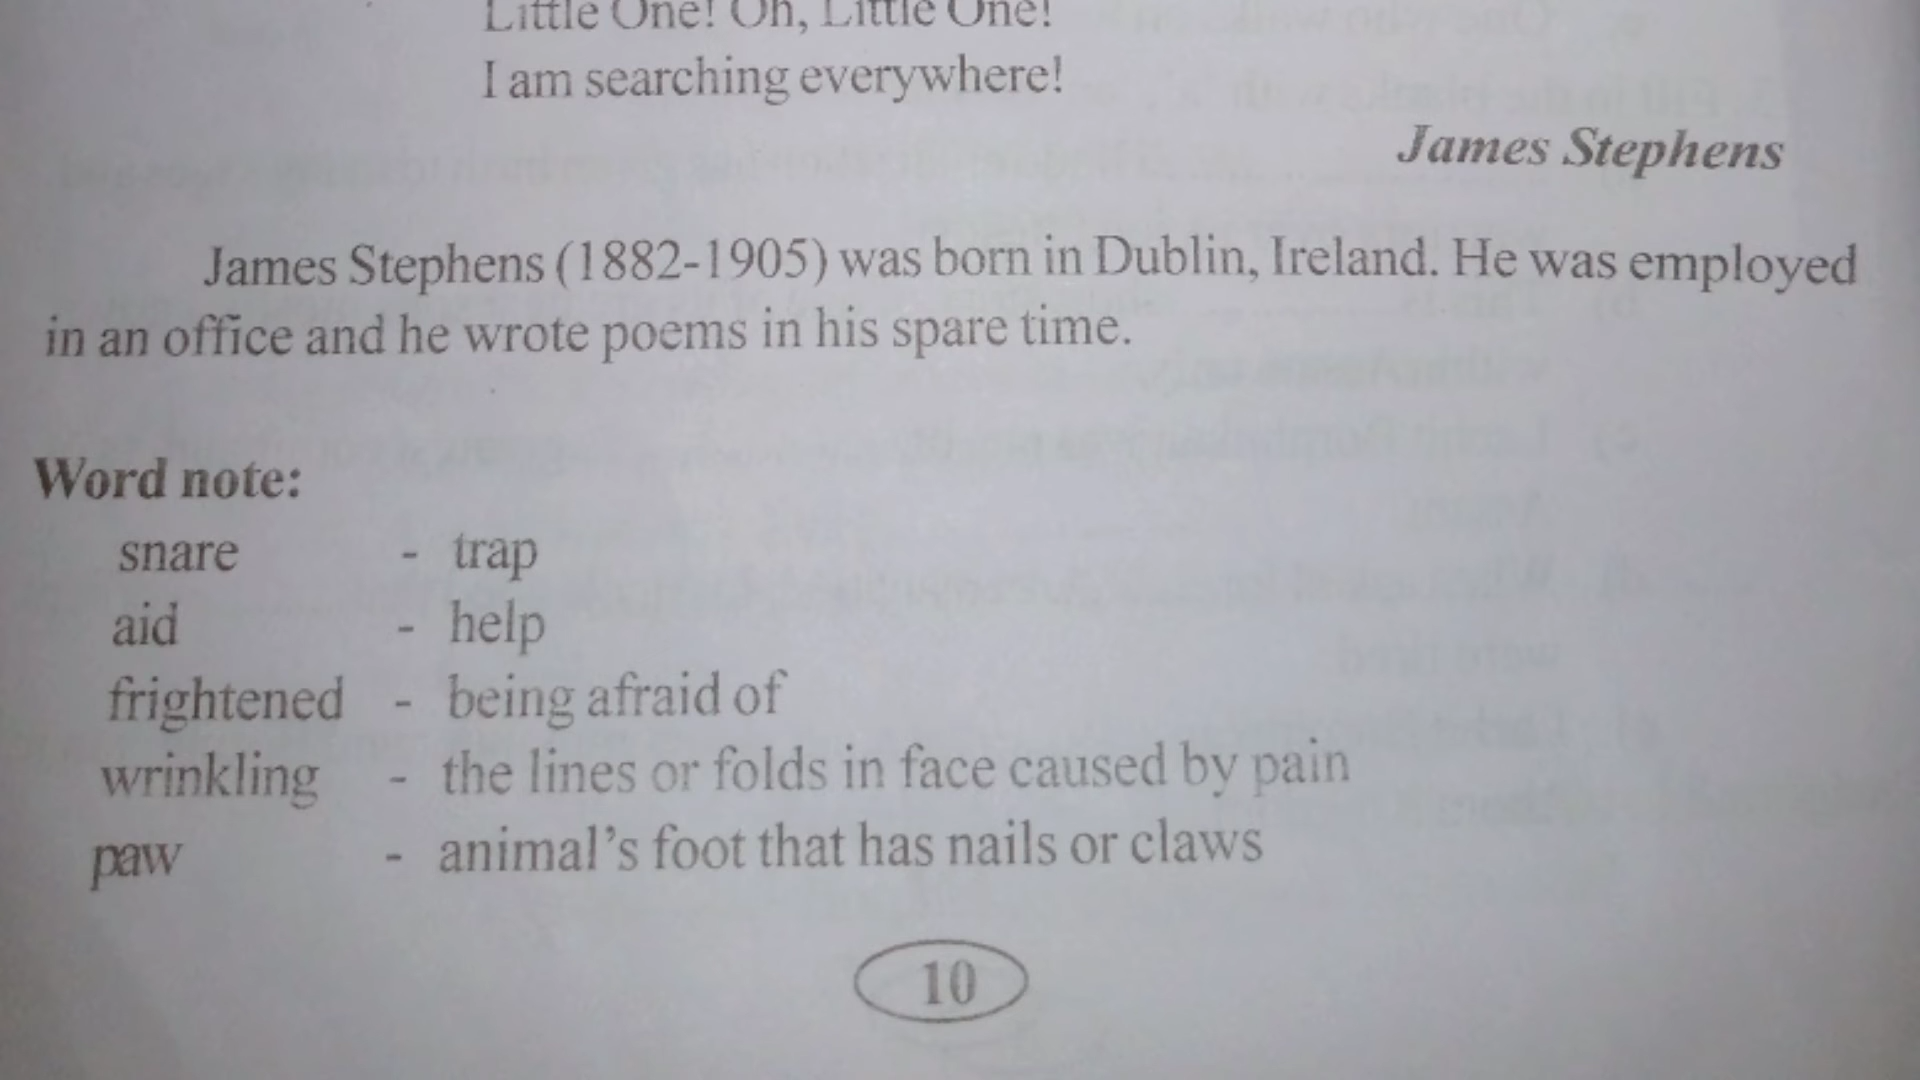 Little One! Oh, Little One!
I am searching everywhere!
James Stephens
James Stephens (1882-1905) was born in Dublin, Ireland. He was employed
in an office and he wrote poems in his spare time.
Word note:
snare - trap
aid - help
frightened - being afraid of
wrinkling - the lines or folds in face caused by pain
paw - animal's foot that has nails or claws
10